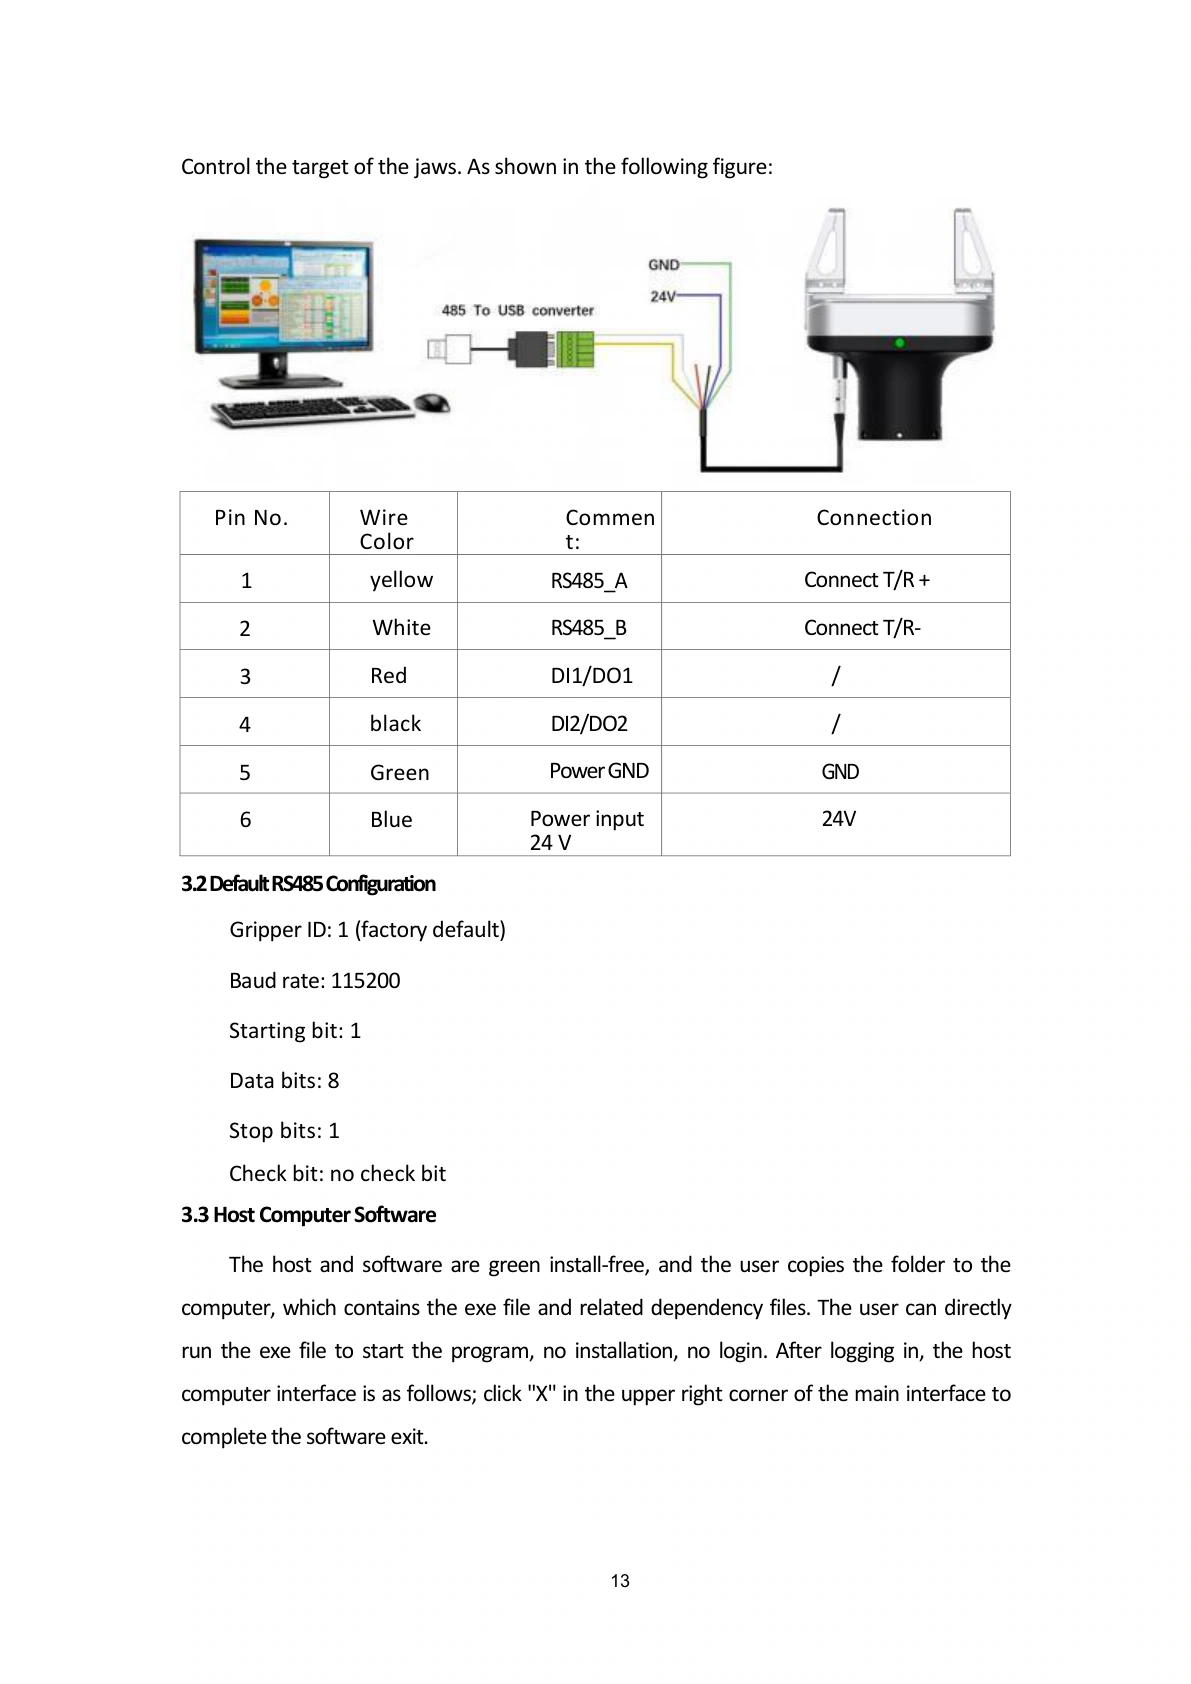 Control the target of the jaws. As shown in the following figure:
GND
24V
485 To USB converter
Pin No. Wire Color Commen t: Connection
1 yellow RS485_A Connect T/R +
2 White RS485_B Connect T/R-
3 Red DI1/DO1 /
4 black DI2/DO2 /
5 Green Power GND GND
6 Blue Power input 24 V 24V
3.2 Default RS485 Configuration
Gripper ID: 1 (factory default)
Baud rate: 115200
Starting bit: 1
Data bits: 8
Stop bits: 1
Check bit: no check bit
3.3 Host Computer Software
The host and software are green install-free, and the user copies the folder to the
computer, which contains the exe file and related dependency files. The user can directly
run the exe file to start the program, no installation, no login. After logging in, the host
computer interface is as follows; click "X" in the upper right corner of the main interface to
complete the software exit.
13